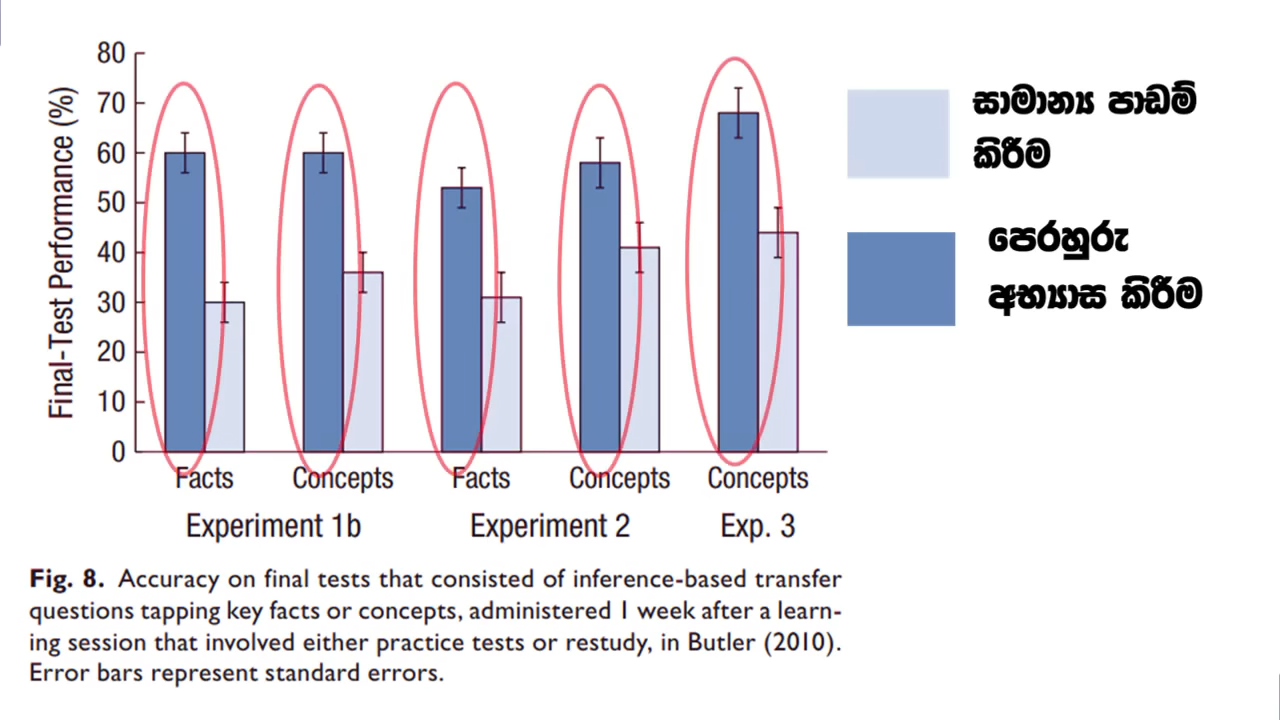 Final-Test Performance (%)
80
70
60
50
40
30
20
10
0
Facts
Concepts
Facts
Concepts
Concepts
Experiment 1b
Experiment 2
Exp. 3
සාමාන්‍ය පාඩම්
කිරීම
පෙරහුරු
අභ්‍යාස කිරීම
Fig. 8. Accuracy on final tests that consisted of inference-based transfer
questions tapping key facts or concepts, administered 1 week after a learn-
ing session that involved either practice tests or restudy, in Butler (2010).
Error bars represent standard errors.